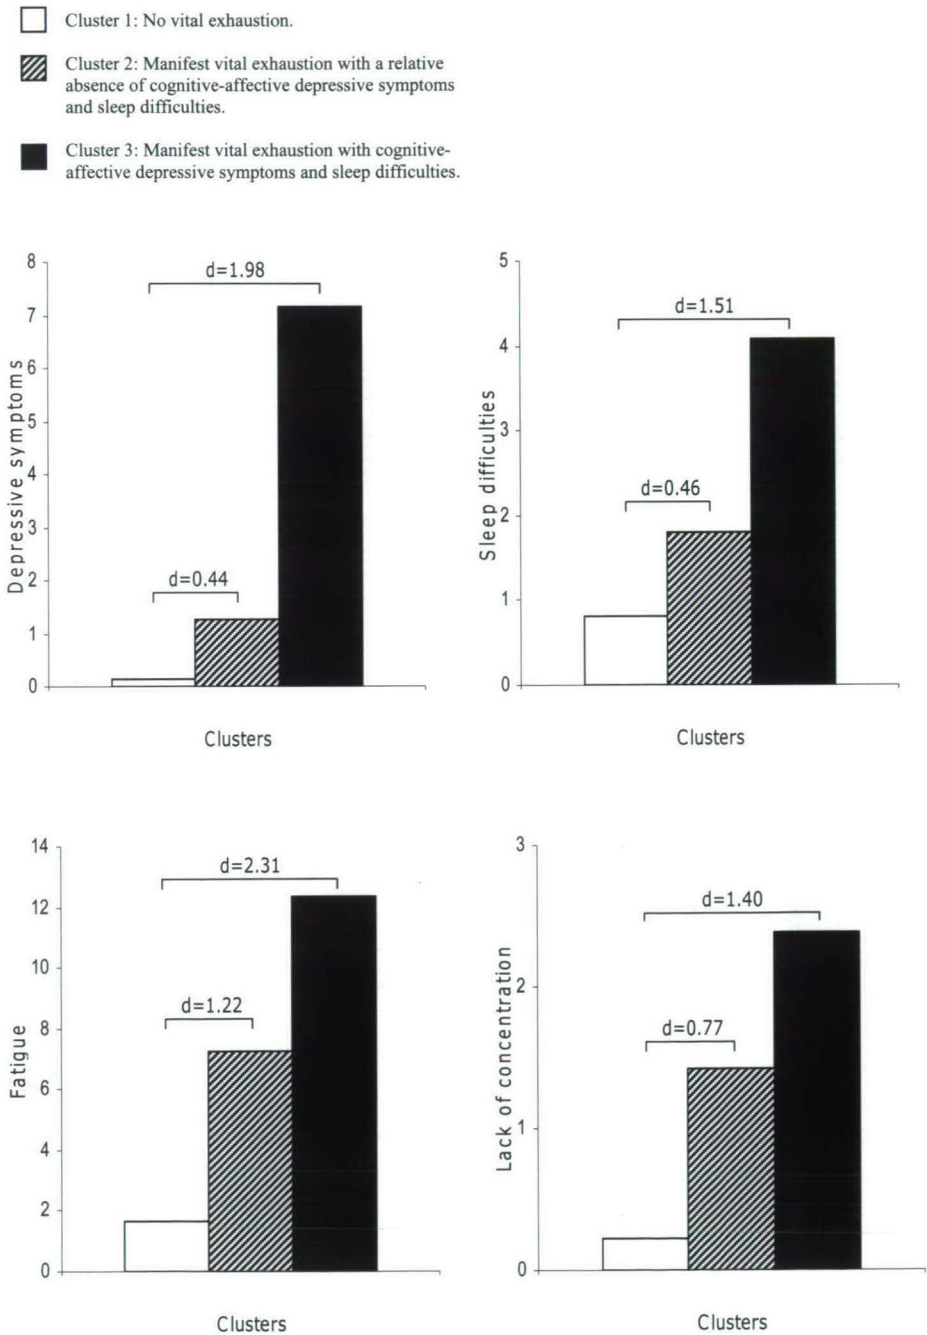 Cluster 1: No vital exhaustion.
Cluster 2: Manifest vital exhaustion with a relative
absence of cognitive-affective depressive symptoms
and sleep difficulties.
Cluster 3: Manifest vital exhaustion with cognitive-
affective depressive symptoms and sleep difficulties.
8
7
6
5
4
3
2
1
0
Depressive symptoms
d=1.98
d=0.44
Clusters
5
4
3
2
1
0
Sleep difficulties
d=1.51
d=0.46
Clusters
14
12
10
8
6
4
2
0
Fatigue
d=2.31
d=1.22
Clusters
3
2
1
0
Lack of concentration
d=1.40
d=0.77
Clusters